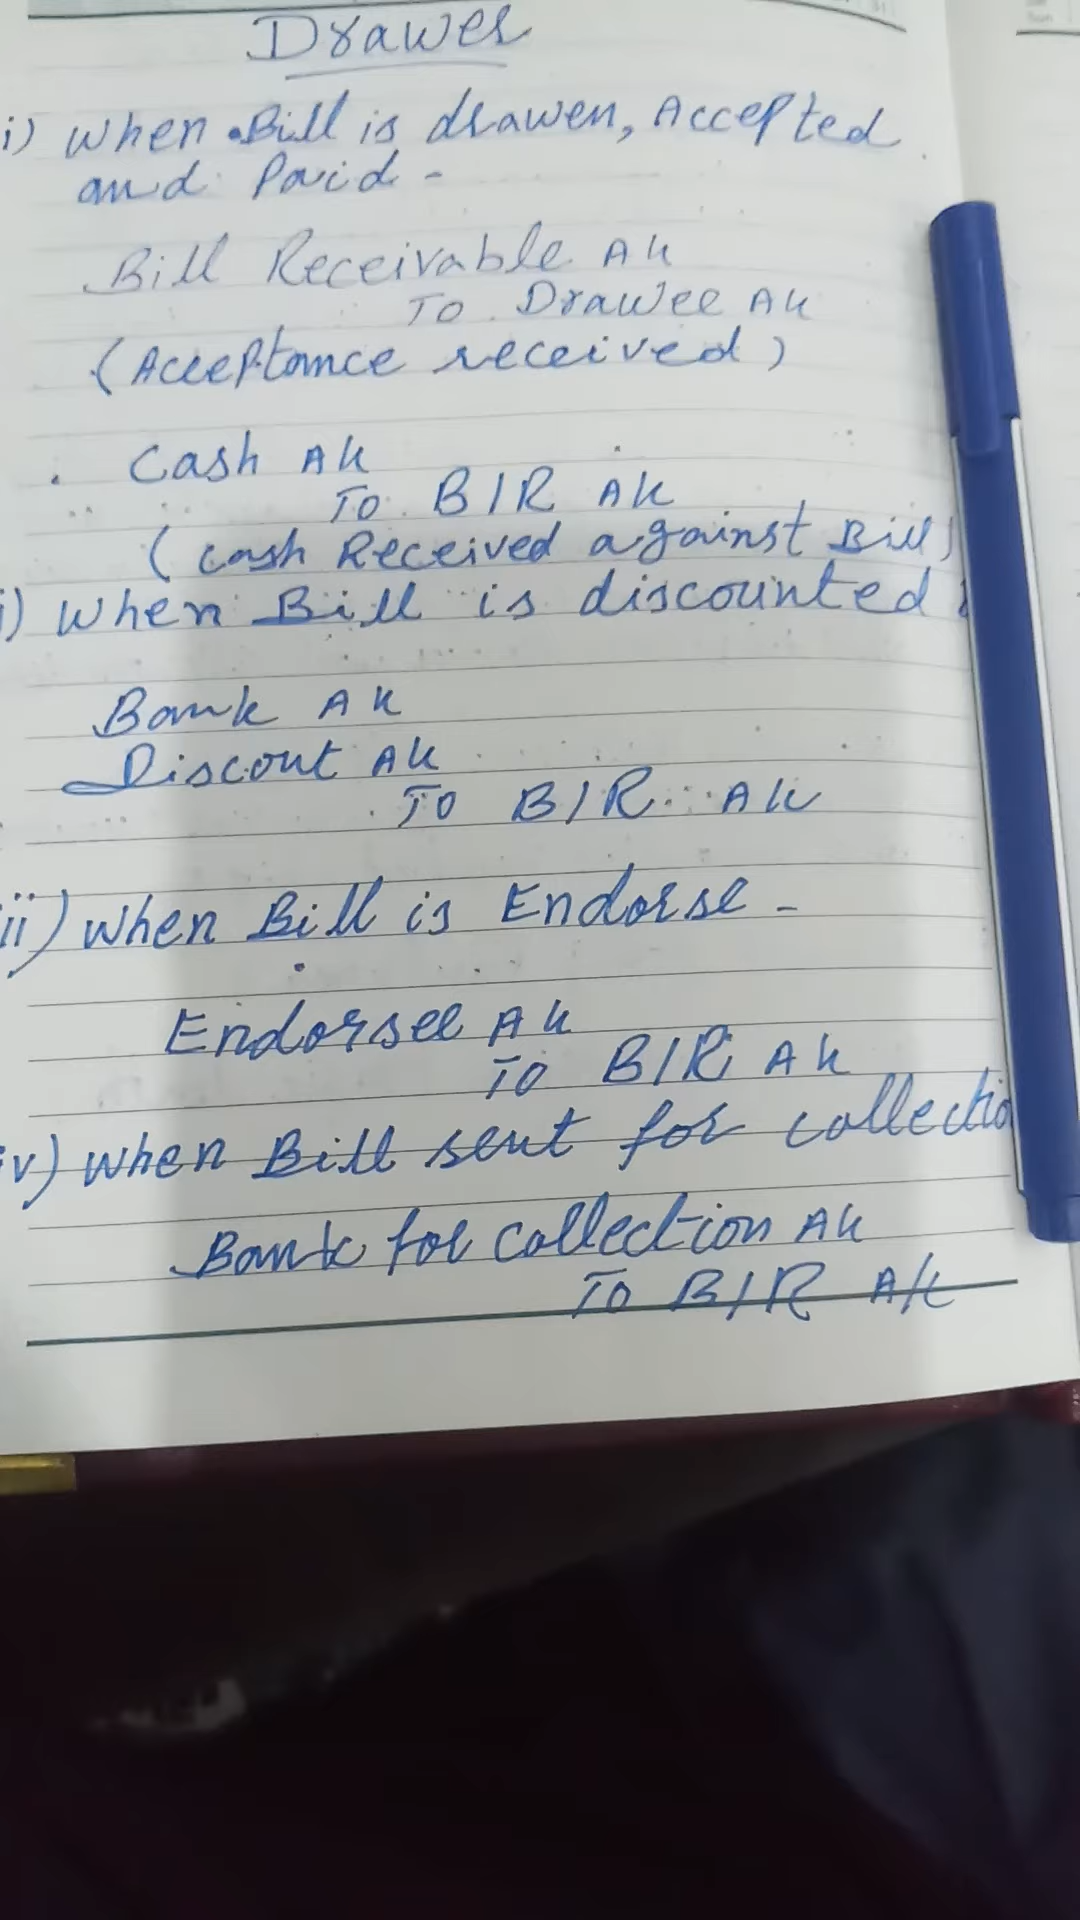 Drawer
i) When Bill is drawen, Accepted
and Paid -
Bill Receivable A/c
To Drawee A/c
(Acceptance received)
Cash A/c
To B/R A/c
(Cash Received against Bill)
i) When Bill is discounted
Bank A/c
Discout A/c
To B/R A/c
ii) When Bill is Endorse -
Endorsee A/c
To B/R A/c
iv) When Bill sent for collectio
Bank for collection A/c
To B/R A/c